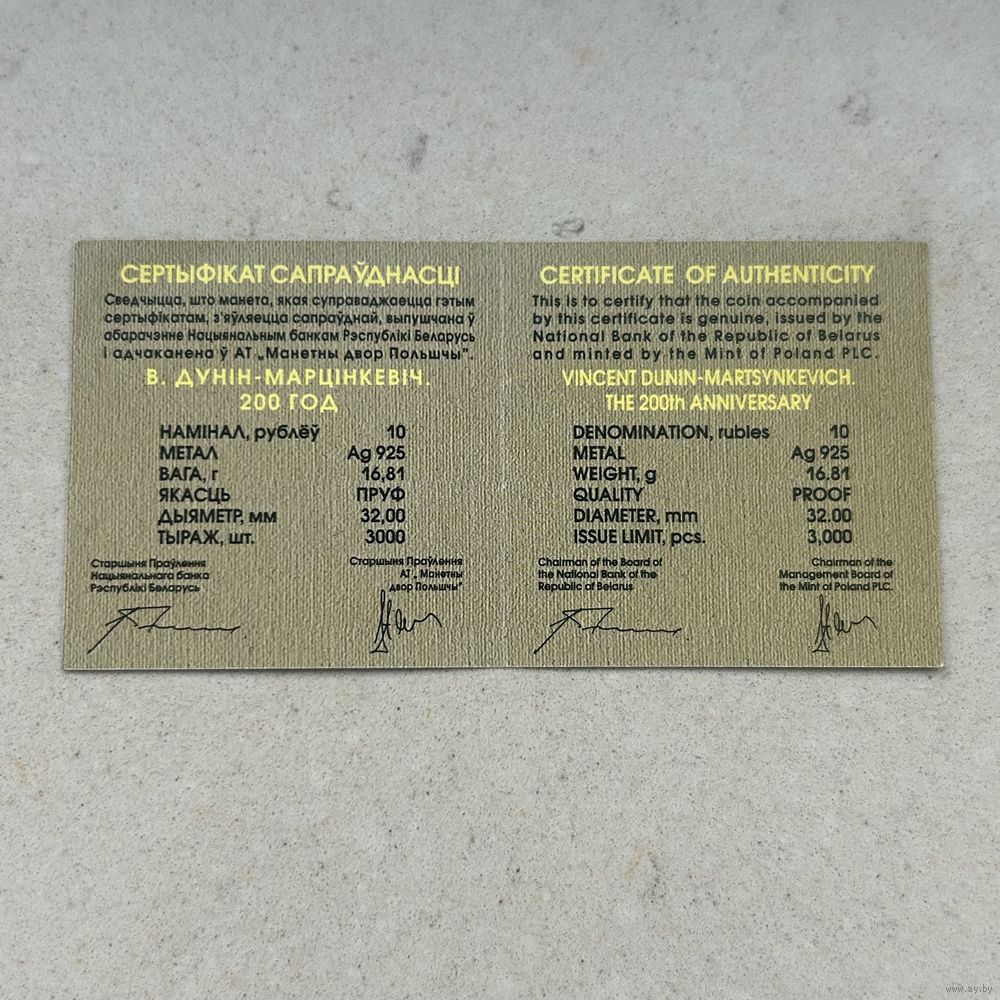 СЕРТЫФІКАТ САПРАЎДНАСЦІ
Сведчыцца, што манета, якая суправаджаецца гэтым
сертыфікатам, з'яўляецца сапраўднай, выпушчана ў
абарачэнне Нацыянальным банкам Рэспублікі Беларусь
і адчаканена ў АТ „Манетны двор Польшчы".
В. ДУНІН-МАРЦІНКЕВІЧ.
200 ГОД
НАМІНАЛ, рублёў 10
МЕТАЛ Ag 925
ВАГА, г 16,81
ЯКАСЦЬ ПРУФ
ДЫЯМЕТР, мм 32,00
ТЫРАЖ, шт. 3000
Старшыня Праўлення
Нацыянальнага банка
Рэспублікі Беларусь
Старшыня Праўлення
АТ „Манетны
двор Польшчы"
CERTIFICATE OF AUTHENTICITY
This is to certify that the coin accompanied
by this certificate is genuine, issued by the
National Bank of the Republic of Belarus
and minted by the Mint of Poland PLC.
VINCENT DUNIN-MARTSYNKEVICH.
THE 200th ANNIVERSARY
DENOMINATION, rubles 10
METAL Ag 925
WEIGHT, g 16.81
QUALITY PROOF
DIAMETER, mm 32.00
ISSUE LIMIT, pcs. 3,000
Chairman of the Board of
the National Bank of the
Republic of Belarus
Chairman of the
Management Board of
the Mint of Poland PLC.
www.ay.by